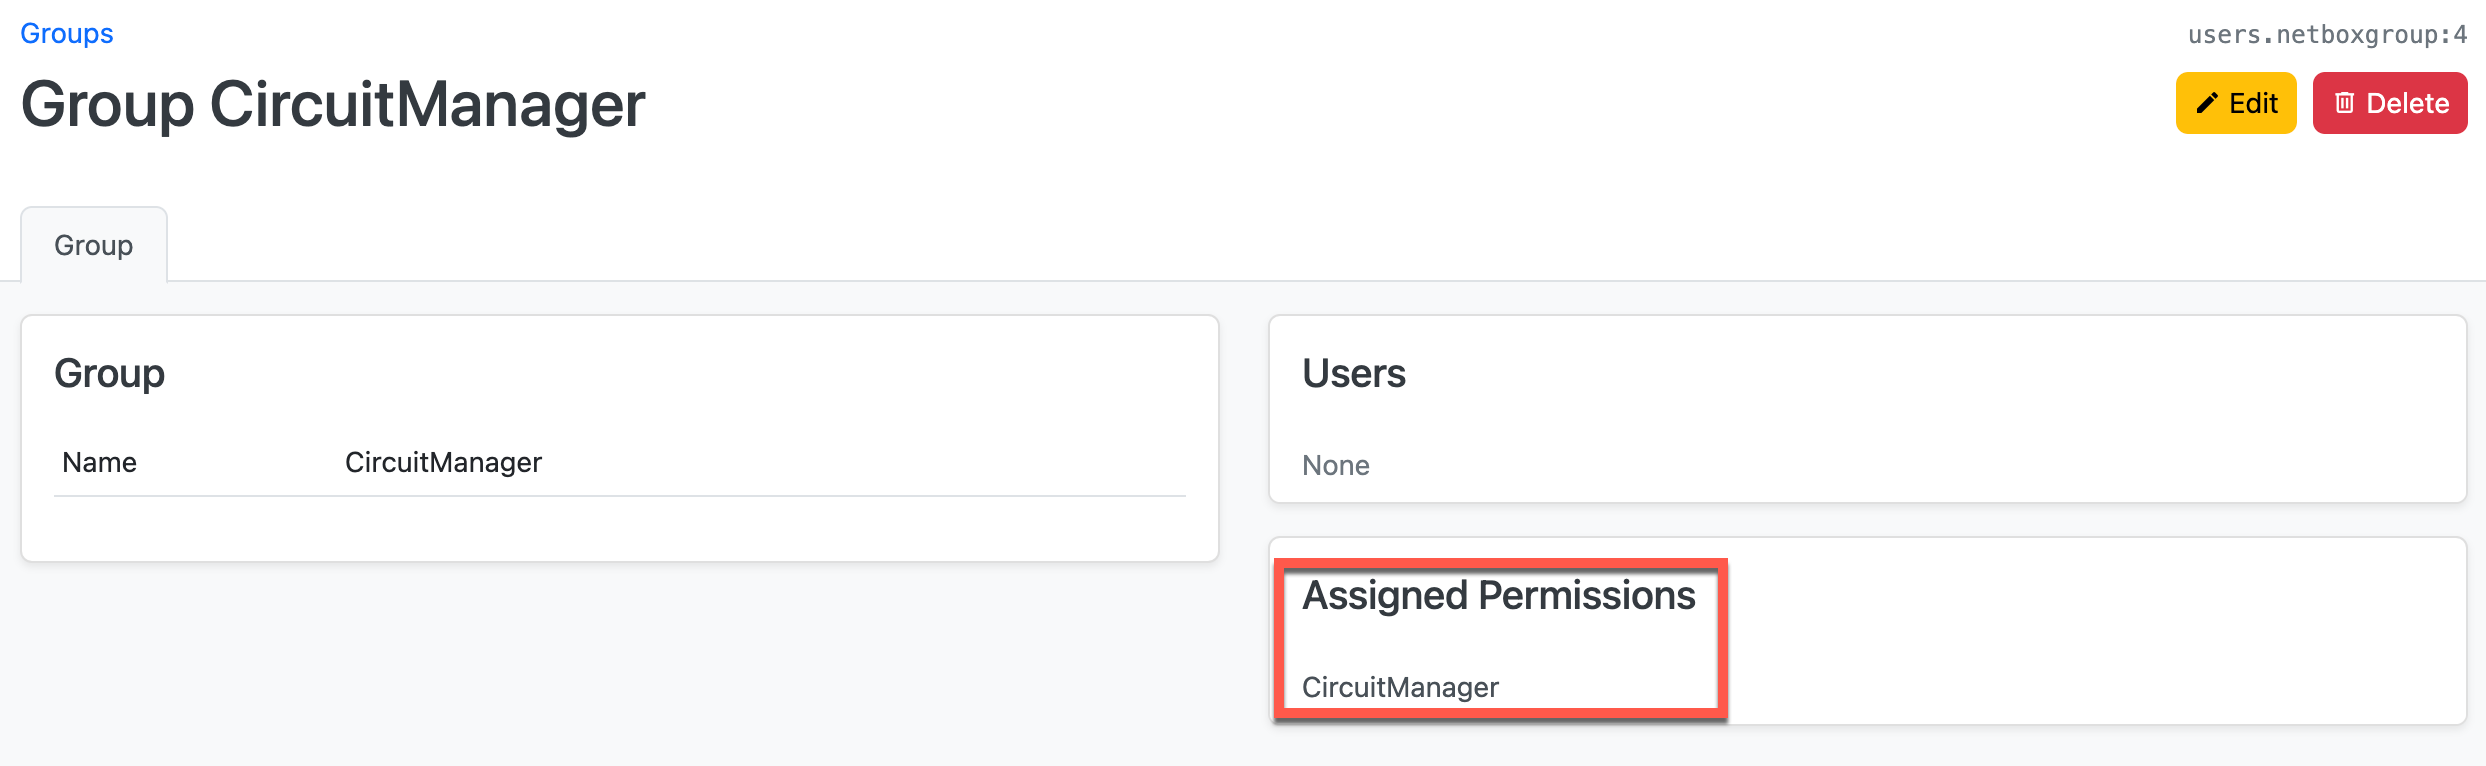 Groups
users.netboxgroup:4
Group CircuitManager
Edit
Delete
Group
Group
Name
CircuitManager
Users
None
Assigned Permissions
CircuitManager